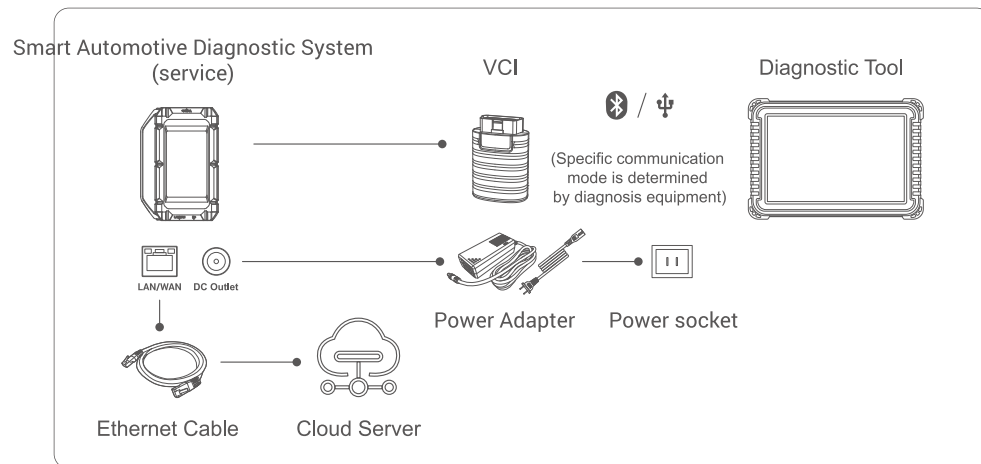 Smart Automotive Diagnostic System
(service)
VCI
Diagnostic Tool
/
(Specific communication
mode is determined
by diagnosis equipment)
LAN/WAN
DC Outlet
Power Adapter
Power socket
Ethernet Cable
Cloud Server